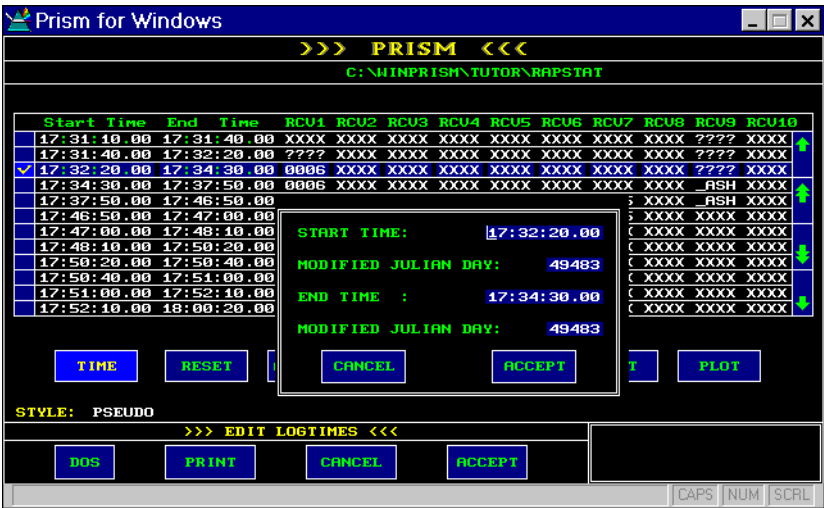 Prism for Windows
>>> PRISM <<<
C:\WINPRISM\TUTOR\RAPSTAT
Start Time End Time RCV1 RCV2 RCV3 RCV4 RCV5 RCV6 RCV7 RCV8 RCV9 RCV10
17:31:10.00 17:31:40.00 XXXX XXXX XXXX XXXX XXXX XXXX XXXX XXXX ???? XXXX
17:31:40.00 17:32:20.00 ???? XXXX XXXX XXXX XXXX XXXX XXXX XXXX ???? XXXX
17:32:20.00 17:34:30.00 0006 XXXX XXXX XXXX XXXX XXXX XXXX XXXX ???? XXXX
17:34:30.00 17:37:50.00 0006 XXXX XXXX XXXX XXXX XXXX XXXX XXXX _ASH XXXX
17:37:50.00 17:46:50.00 XXXX _ASH XXXX
17:46:50.00 17:47:00.00 XXXX XXXX XXXX
17:47:00.00 17:48:10.00 XXXX XXXX XXXX
17:48:10.00 17:50:20.00 XXXX XXXX XXXX
17:50:20.00 17:50:40.00 XXXX XXXX XXXX
17:50:40.00 17:51:00.00 XXXX XXXX XXXX
17:51:00.00 17:52:10.00 XXXX XXXX XXXX
17:52:10.00 18:00:20.00 XXXX XXXX XXXX
START TIME: 17:32:20.00
MODIFIED JULIAN DAY: 49483
END TIME : 17:34:30.00
MODIFIED JULIAN DAY: 49483
CANCEL ACCEPT
TIME RESET T PLOT
STYLE: PSEUDO
>>> EDIT LOGTIMES <<<
DOS PRINT CANCEL ACCEPT
CAPS NUM SCRL